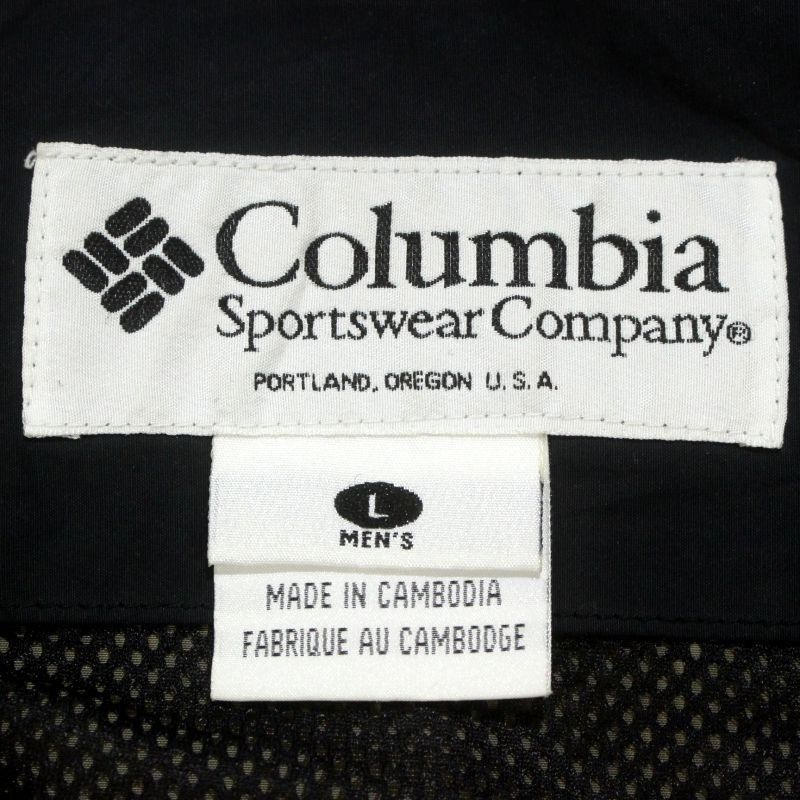 Columbia
Sportswear Company®
PORTLAND, OREGON U.S.A.
L
MEN'S
MADE IN CAMBODIA
FABRIQUE AU CAMBODGE